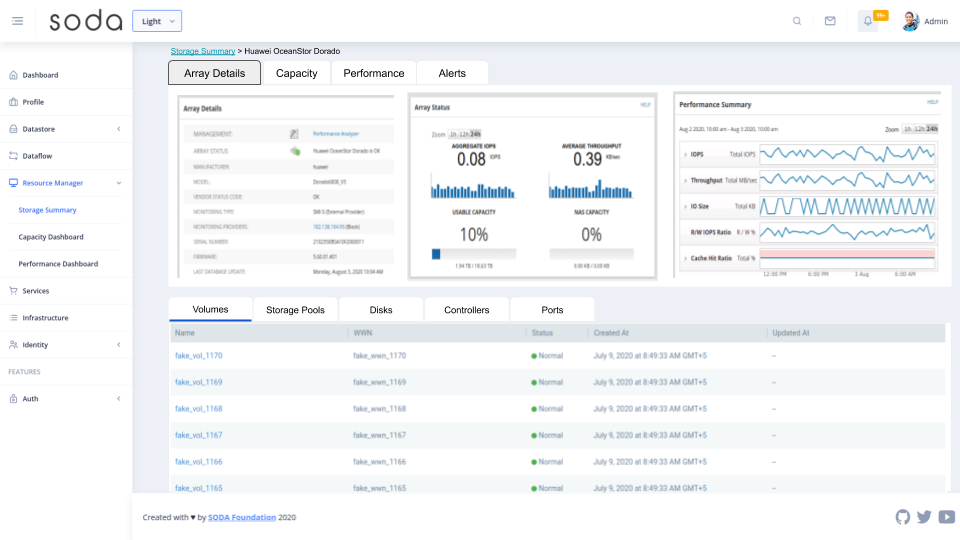 soda
Light
99+
Admin
Dashboard
Profile
Datastore
Dataflow
Resource Manager
Storage Summary
Capacity Dashboard
Performance Dashboard
Services
Infrastructure
Identity
FEATURES
Auth
Storage Summary > Huawei OceanStor Dorado
Array Details Capacity Performance Alerts
Array Details
MANAGEMENT: Performance Analyzer
ARRAY STATUS: Huawei OceanStor Dorado is OK
MANUFACTURER: huawei
MODEL:
VENDOR STATUS CODE: OK
MONITORING TYPE: SMI-S (External Provider)
MONITORING PROVIDERS:
SERIAL NUMBER:
FIRMWARE:
LAST DATABASE UPDATE: Monday, August 3, 2020 10:04 AM
Array Status HELP
Zoom 1h 12h 24h
AGGREGATE IOPS AVERAGE THROUGHPUT
0.08 IOPS 0.39 KB/sec
USABLE CAPACITY NAS CAPACITY
10% 0%
1.94 TB / 18.63 TB 0.00 KB / 0.00 KB
Performance Summary HELP
Aug 2 2020, 10:00 am - Aug 3 2020, 10:00 am Zoom 1h 12h 24h
IOPS Total IOPS
Throughput Total MB/sec
IO Size Total KB
R/W IOPS Ratio R / W %
Cache Hit Ratio Total %
12:00 PM 6:00 PM 3 Aug 6:00 AM
Volumes Storage Pools Disks Controllers Ports
Name WWN Status Created At Updated At
fake_vol_1170 fake_wwn_1170 Normal July 9, 2020 at 8:49:33 AM GMT+5 --
fake_vol_1169 fake_wwn_1169 Normal July 9, 2020 at 8:49:33 AM GMT+5 --
fake_vol_1168 fake_wwn_1168 Normal July 9, 2020 at 8:49:33 AM GMT+5 --
fake_vol_1167 fake_wwn_1167 Normal July 9, 2020 at 8:49:33 AM GMT+5 --
fake_vol_1166 fake_wwn_1166 Normal July 9, 2020 at 8:49:33 AM GMT+5 --
fake_vol_1165 fake_wwn_1165 Normal July 9, 2020 at 8:49:33 AM GMT+5 --
Created with ♥ by SODA Foundation 2020